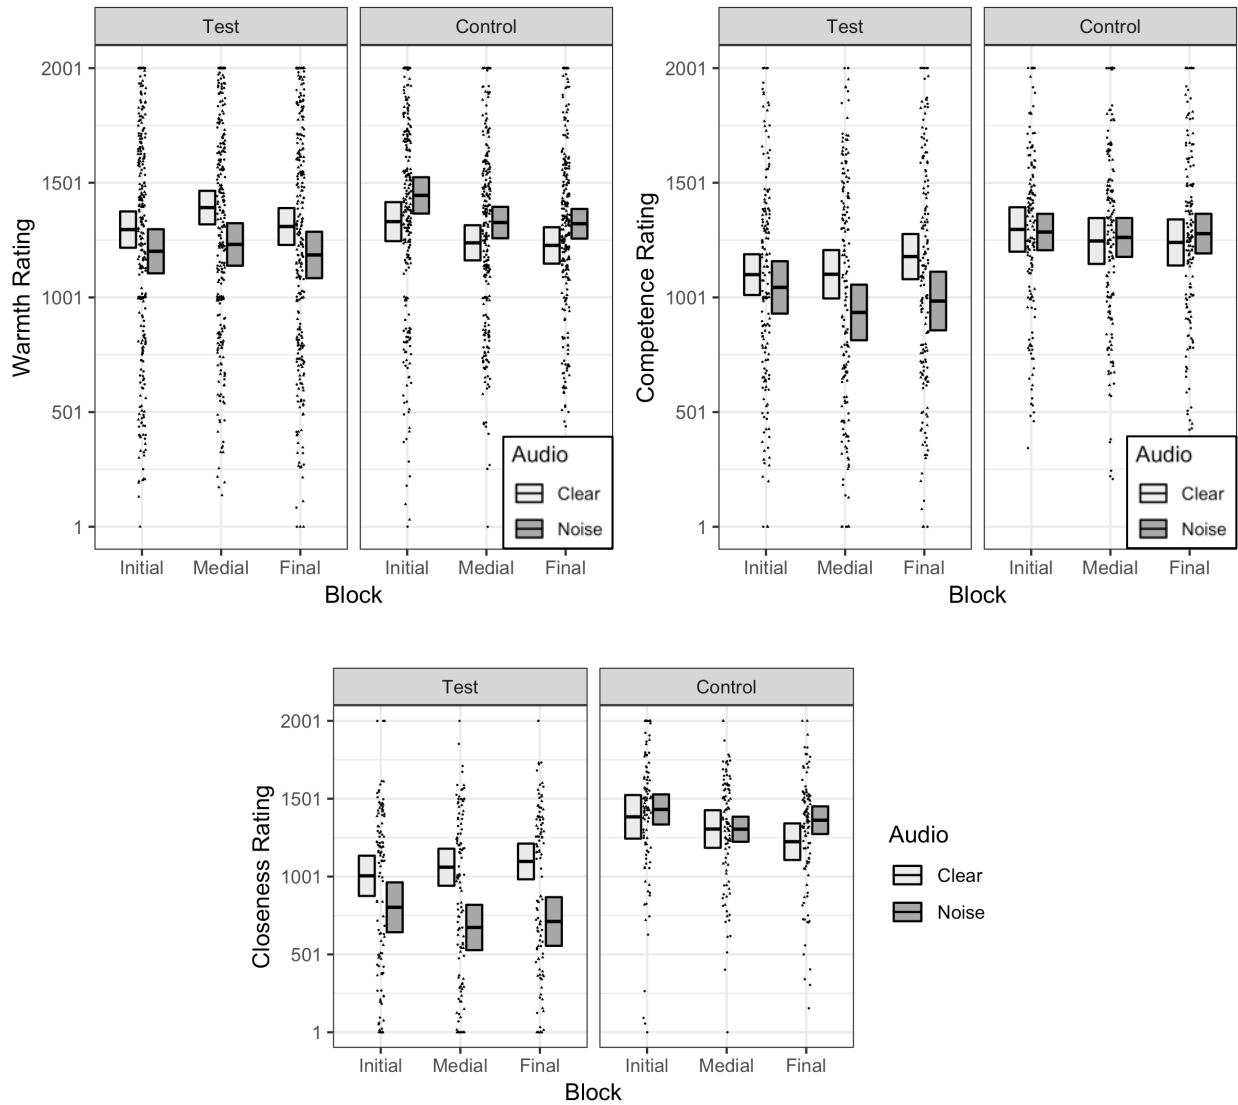 Test
Control
Warmth Rating
2001
1501
1001
501
1
Audio
Clear
Noise
Initial
Medial
Final
Initial
Medial
Final
Block
Test
Control
Competence Rating
2001
1501
1001
501
1
Audio
Clear
Noise
Initial
Medial
Final
Initial
Medial
Final
Block
Test
Control
Closeness Rating
2001
1501
1001
501
1
Initial
Medial
Final
Initial
Medial
Final
Block
Audio
Clear
Noise